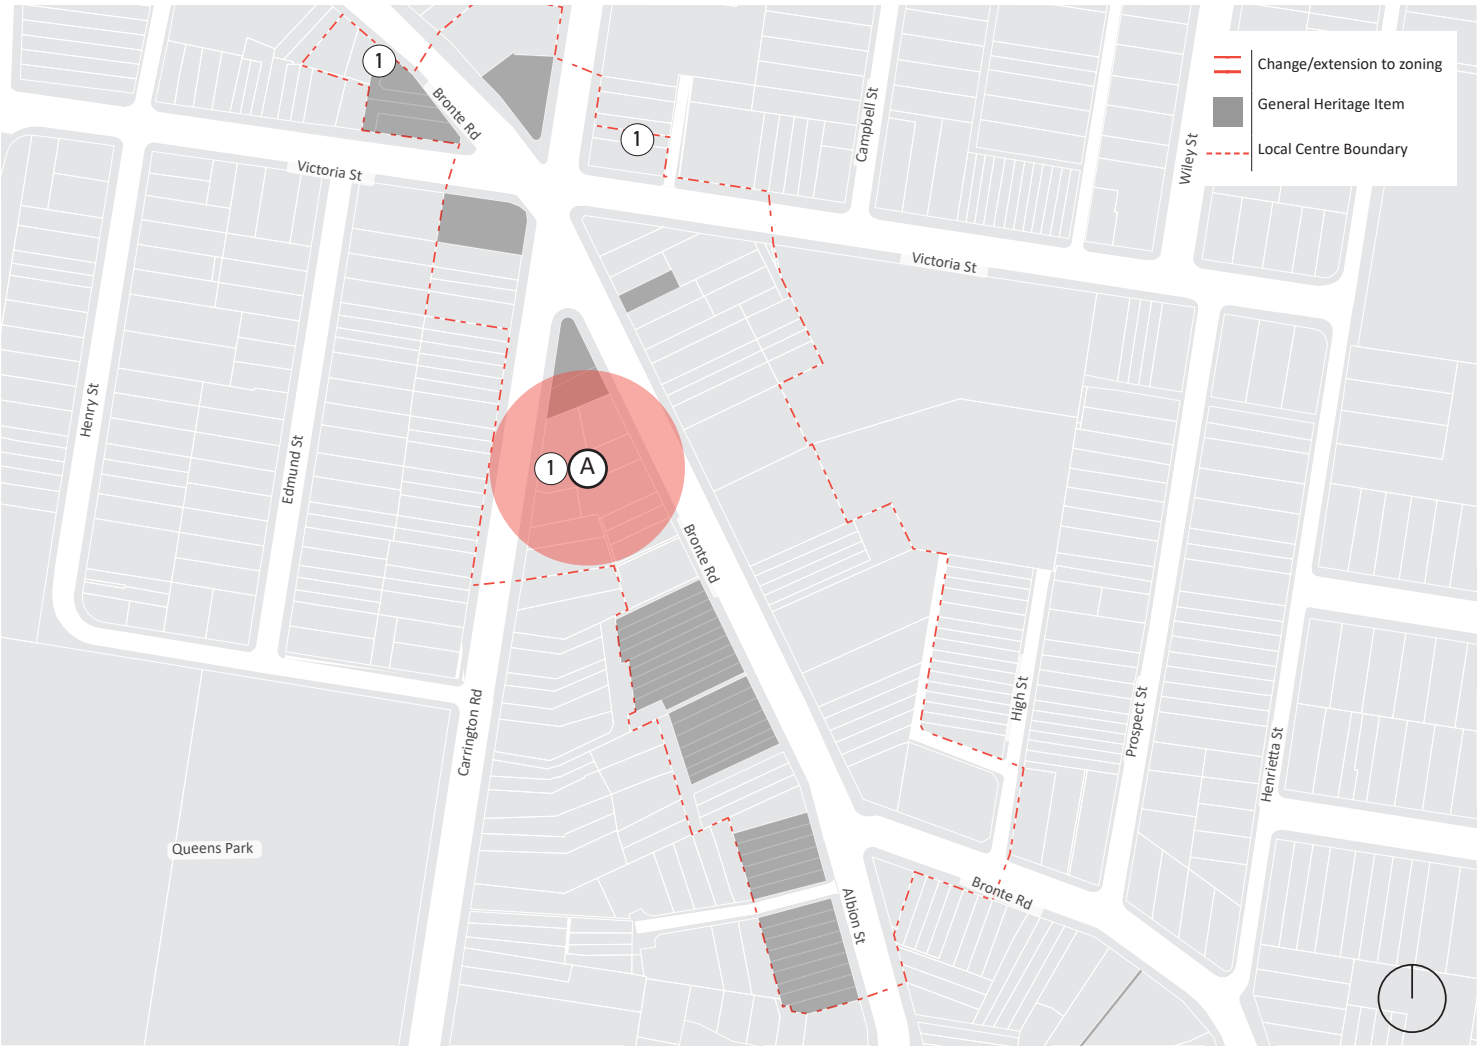 1
Bronte Rd
Change/extension to zoning
General Heritage Item
Local Centre Boundary
1
Campbell St
Wiley St
Victoria St
Victoria St
Henry St
Edmund St
1
A
Bronte Rd
High St
Prospect St
Carrington Rd
Henrietta St
Queens Park
Bronte Rd
Albion St